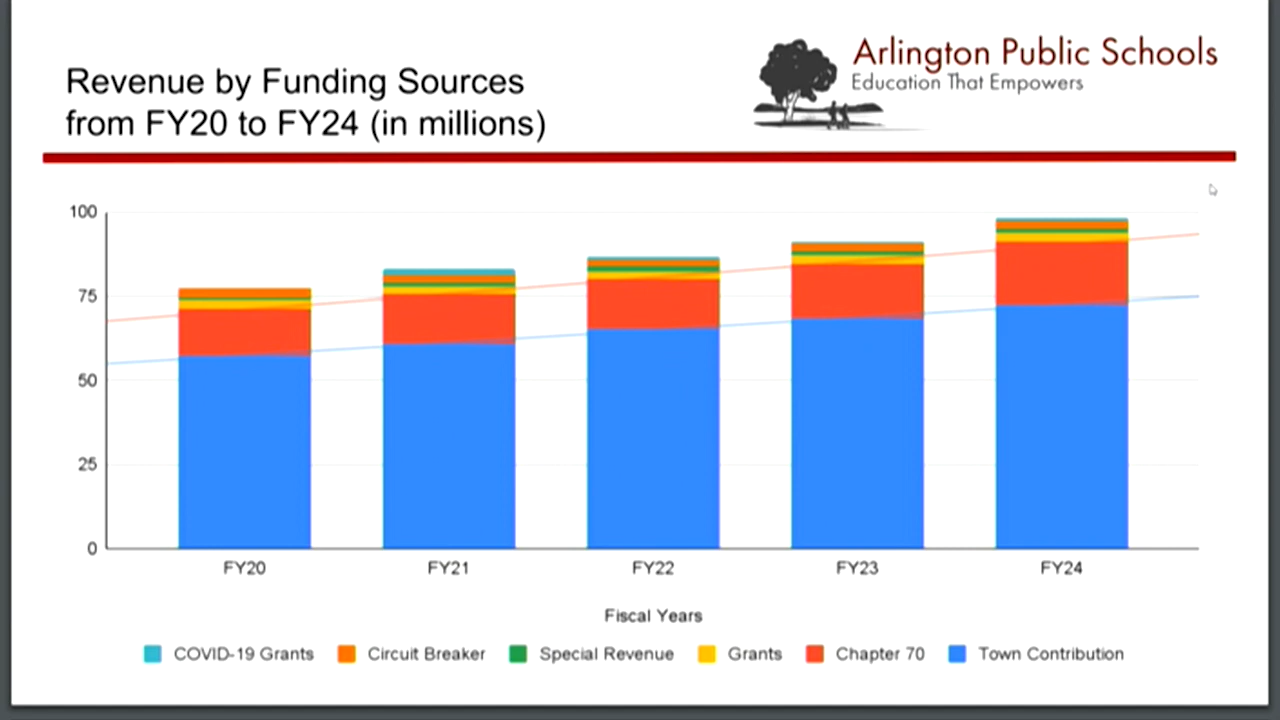 Revenue by Funding Sources
from FY20 to FY24 (in millions)
Arlington Public Schools
Education That Empowers
100
75
50
25
0
FY20 FY21 FY22 FY23 FY24
Fiscal Years
COVID-19 Grants Circuit Breaker Special Revenue Grants Chapter 70 Town Contribution